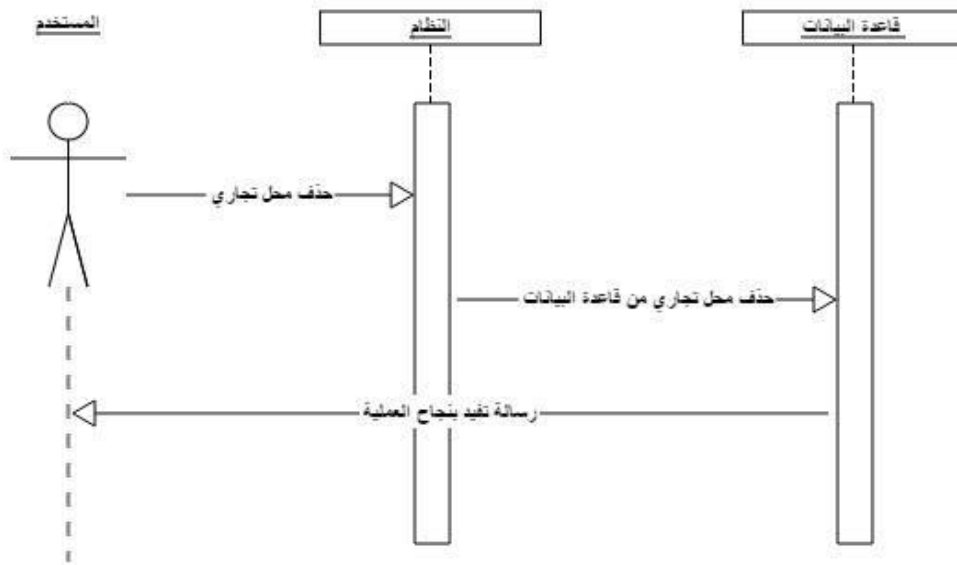 المستخدم
النظام
قاعدة البيانات
حذف محل تجاري
حذف محل تجاري من قاعدة البيانات
رسالة تفيد بنجاح العملية